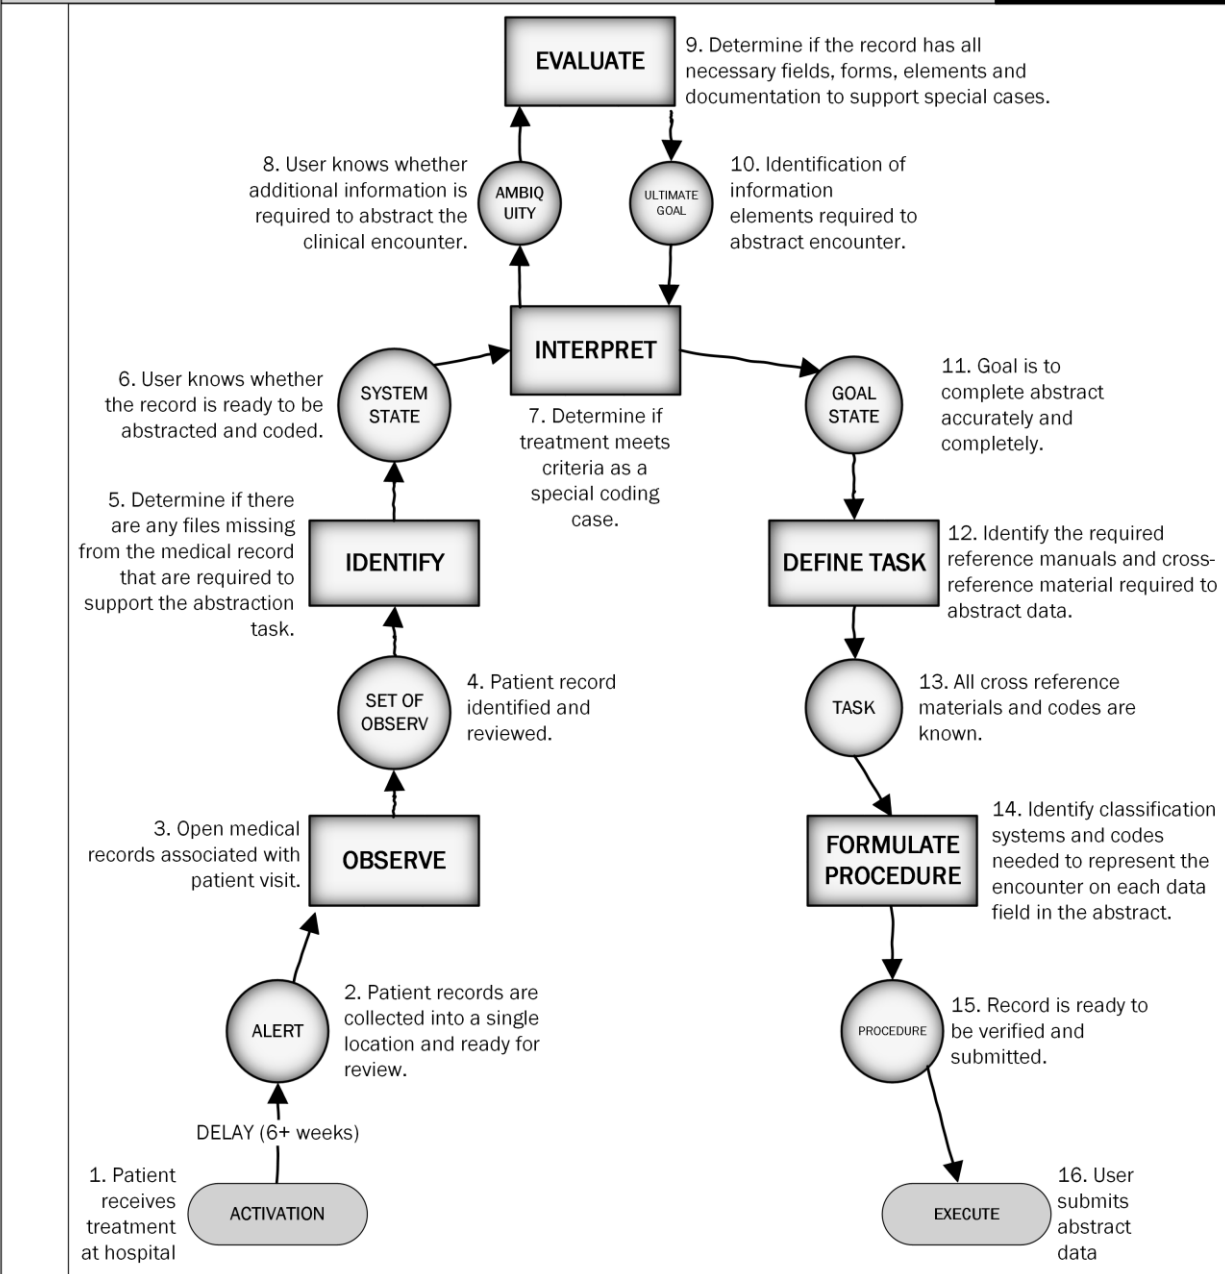 EVALUATE
9. Determine if the record has all
necessary fields, forms, elements and
documentation to support special cases.
8. User knows whether
additional information is
required to abstract the
clinical encounter.
AMBIQ
UITY
ULTIMATE
GOAL
10. Identification of
information
elements required to
abstract encounter.
INTERPRET
6. User knows whether
the record is ready to be
abstracted and coded.
SYSTEM
STATE
7. Determine if
treatment meets
criteria as a
special coding
case.
GOAL
STATE
11. Goal is to
complete abstract
accurately and
completely.
5. Determine if there
are any files missing
from the medical record
that are required to
support the abstraction
task.
IDENTIFY
DEFINE TASK
12. Identify the required
reference manuals and cross-
reference material required to
abstract data.
SET OF
OBSERV
4. Patient record
identified and
reviewed.
TASK
13. All cross reference
materials and codes are
known.
3. Open medical
records associated with
patient visit.
OBSERVE
FORMULATE
PROCEDURE
14. Identify classification
systems and codes
needed to represent the
encounter on each data
field in the abstract.
ALERT
2. Patient records are
collected into a single
location and ready for
review.
PROCEDURE
15. Record is ready to
be verified and
submitted.
DELAY (6+ weeks)
1. Patient
receives
treatment
at hospital
ACTIVATION
EXECUTE
16. User
submits
abstract
data